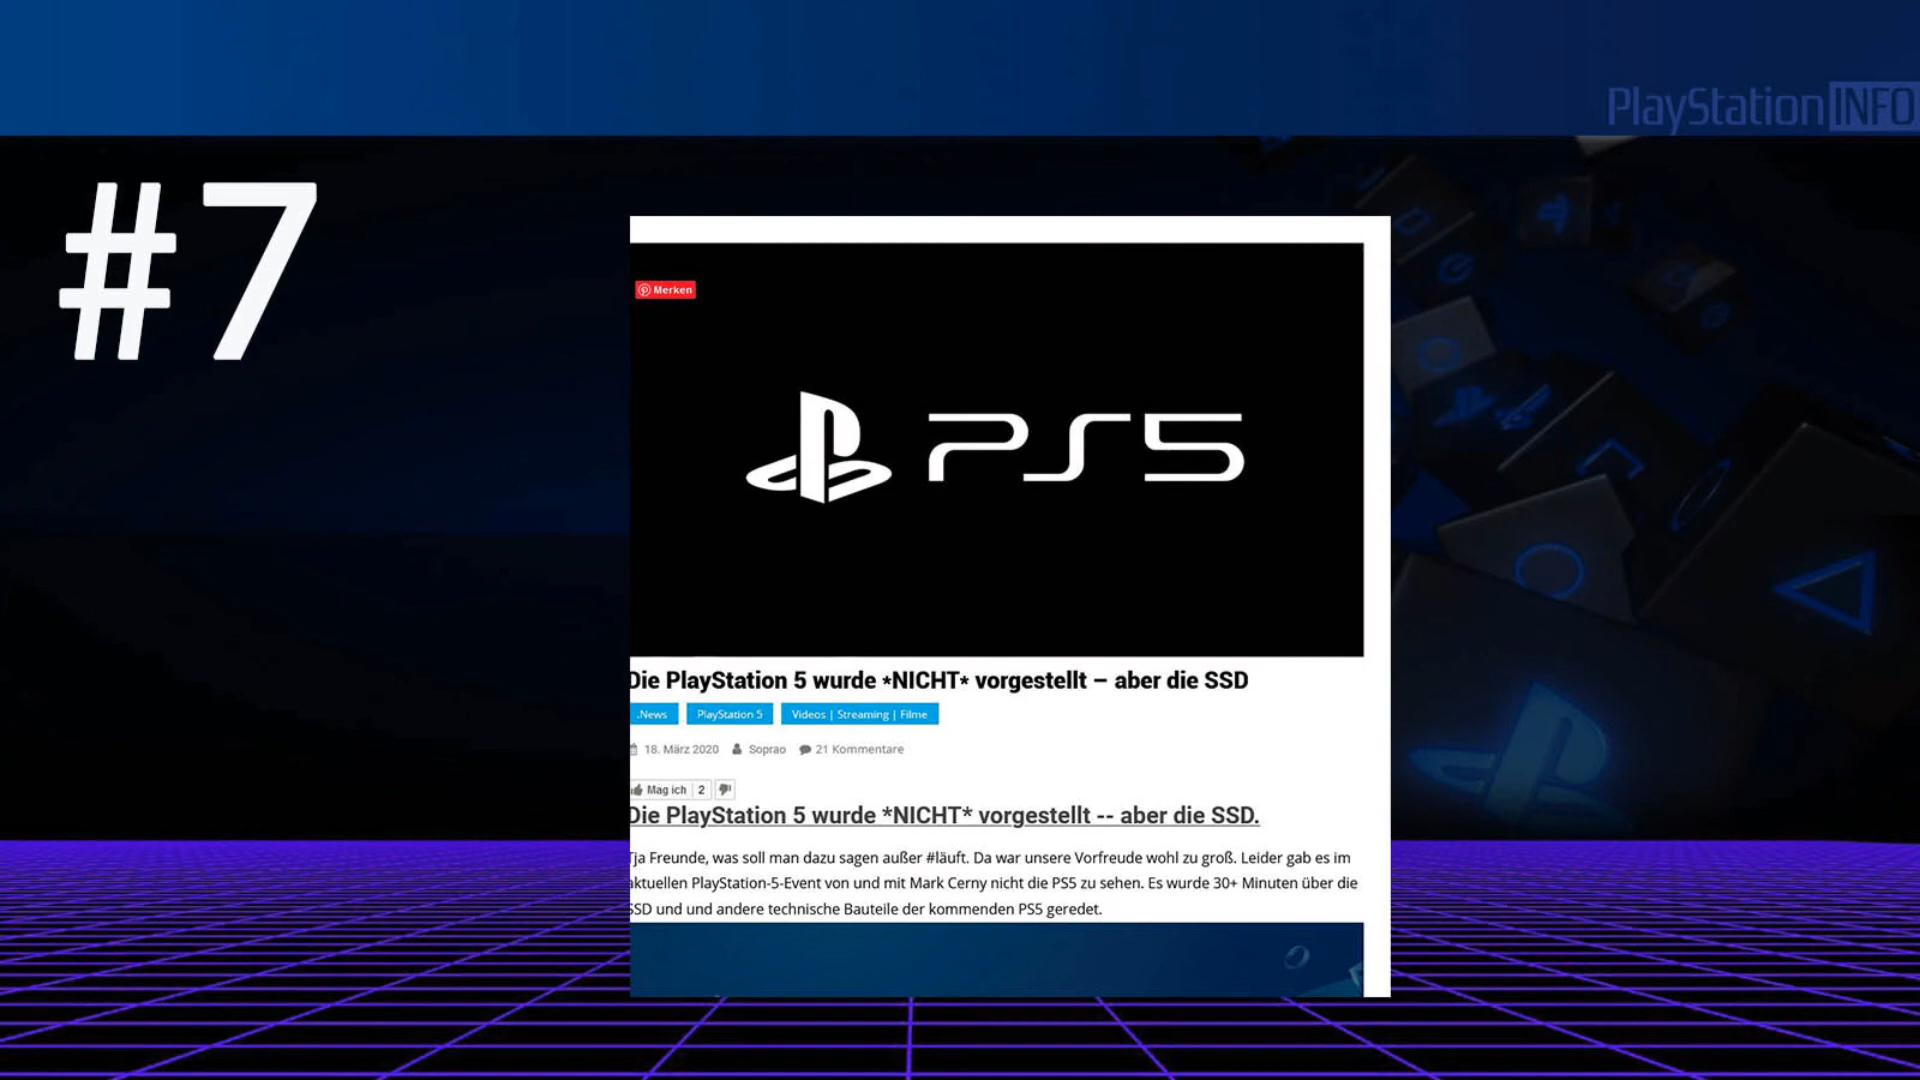 PlayStation INFO
#7
Merken
PS5
Die PlayStation 5 wurde *NICHT* vorgestellt – aber die SSD
.News PlayStation 5 Videos | Streaming | Filme
18. März 2020 Soprao 21 Kommentare
Mag ich 2
Die PlayStation 5 wurde *NICHT* vorgestellt -- aber die SSD.
Tja Freunde, was soll man dazu sagen außer #läuft. Da war unsere Vorfreude wohl zu groß. Leider gab es im
aktuellen PlayStation-5-Event von und mit Mark Cerny nicht die PS5 zu sehen. Es wurde 30+ Minuten über die
SSD und und andere technische Bauteile der kommenden PS5 geredet.